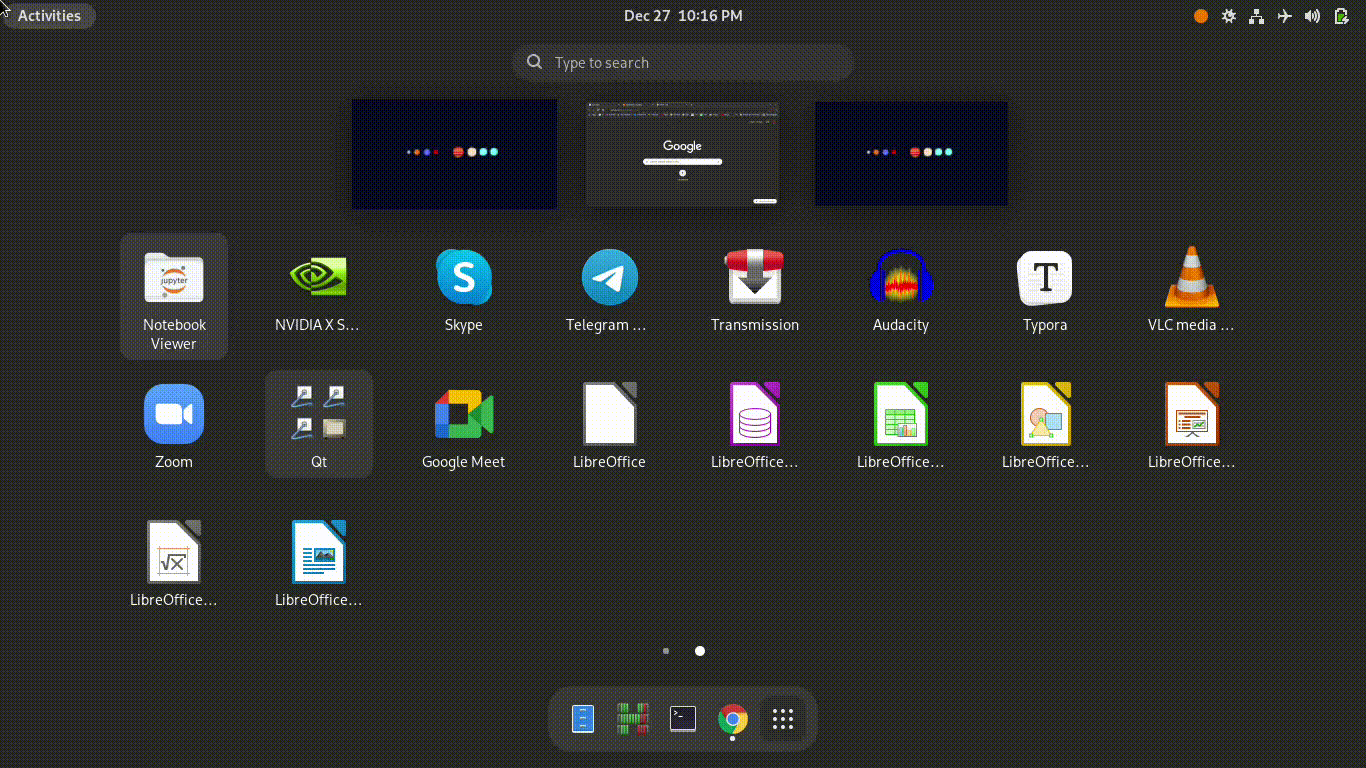 Activities
Dec 27 10:16 PM
Type to search
Google
jupyter
Notebook
Viewer
NVIDIA X S...
S
Skype
Telegram ...
Transmission
Audacity
T
Typora
VLC media ...
Zoom
Qt
Google Meet
LibreOffice
LibreOffice...
LibreOffice...
LibreOffice...
LibreOffice...
√x
LibreOffice...
LibreOffice...
>_